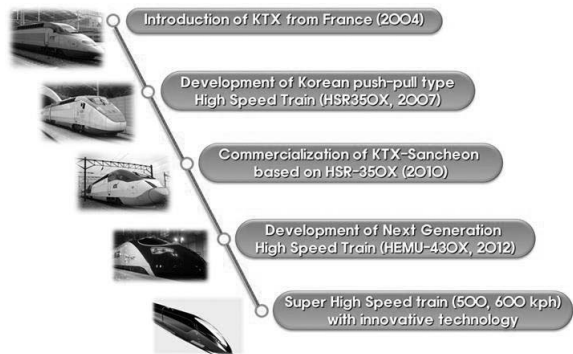 Introduction of KTX from France (2004)
Development of Korean push-pull type
High Speed Train (HSR350X, 2007)
Commercialization of KTX-Sancheon
based on HSR-350X (2010)
Development of Next Generation
High Speed Train (HEMU-430X, 2012)
Super High Speed train (500, 600 kph)
with innovative technology